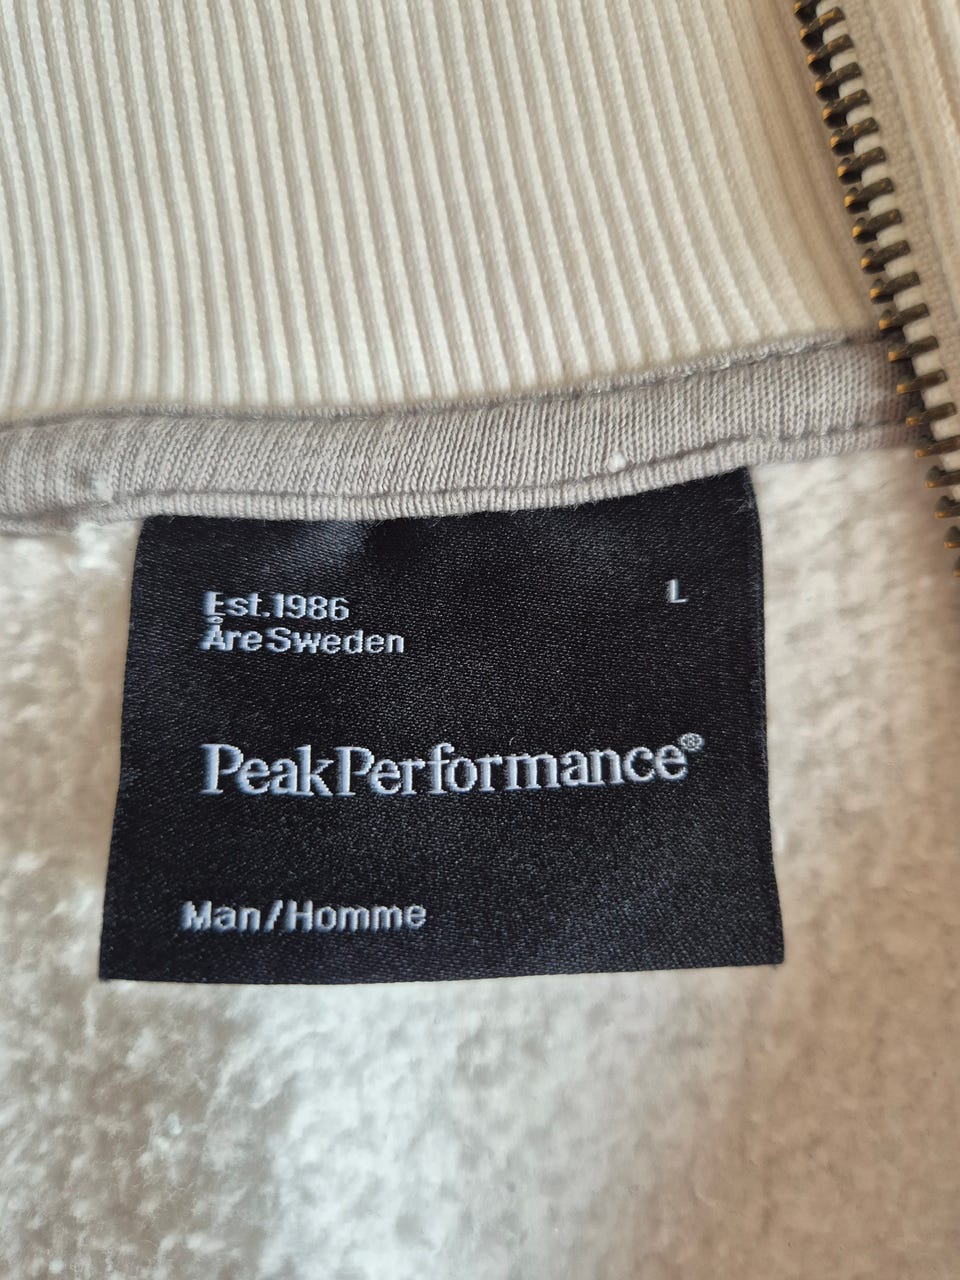 Est.1986
L
Åre Sweden
PeakPerformance®
Man/Homme